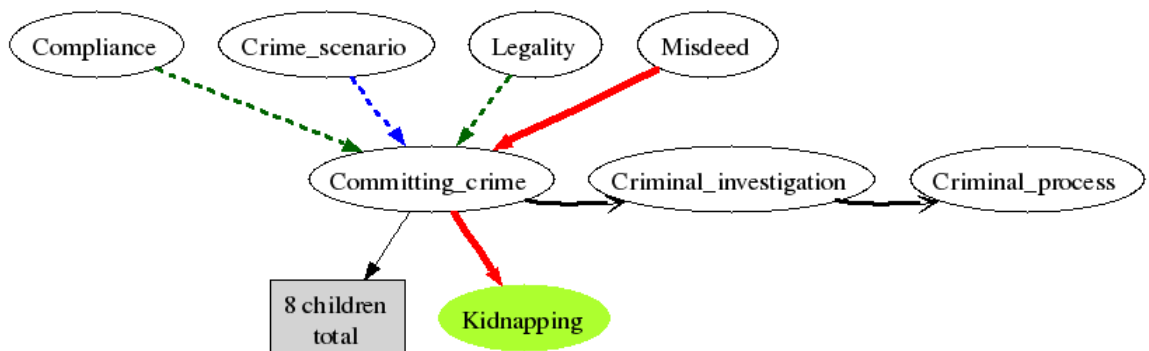 Compliance
Crime_scenario
Legality
Misdeed
Committing_crime
Criminal_investigation
Criminal_process
8 children
total
Kidnapping